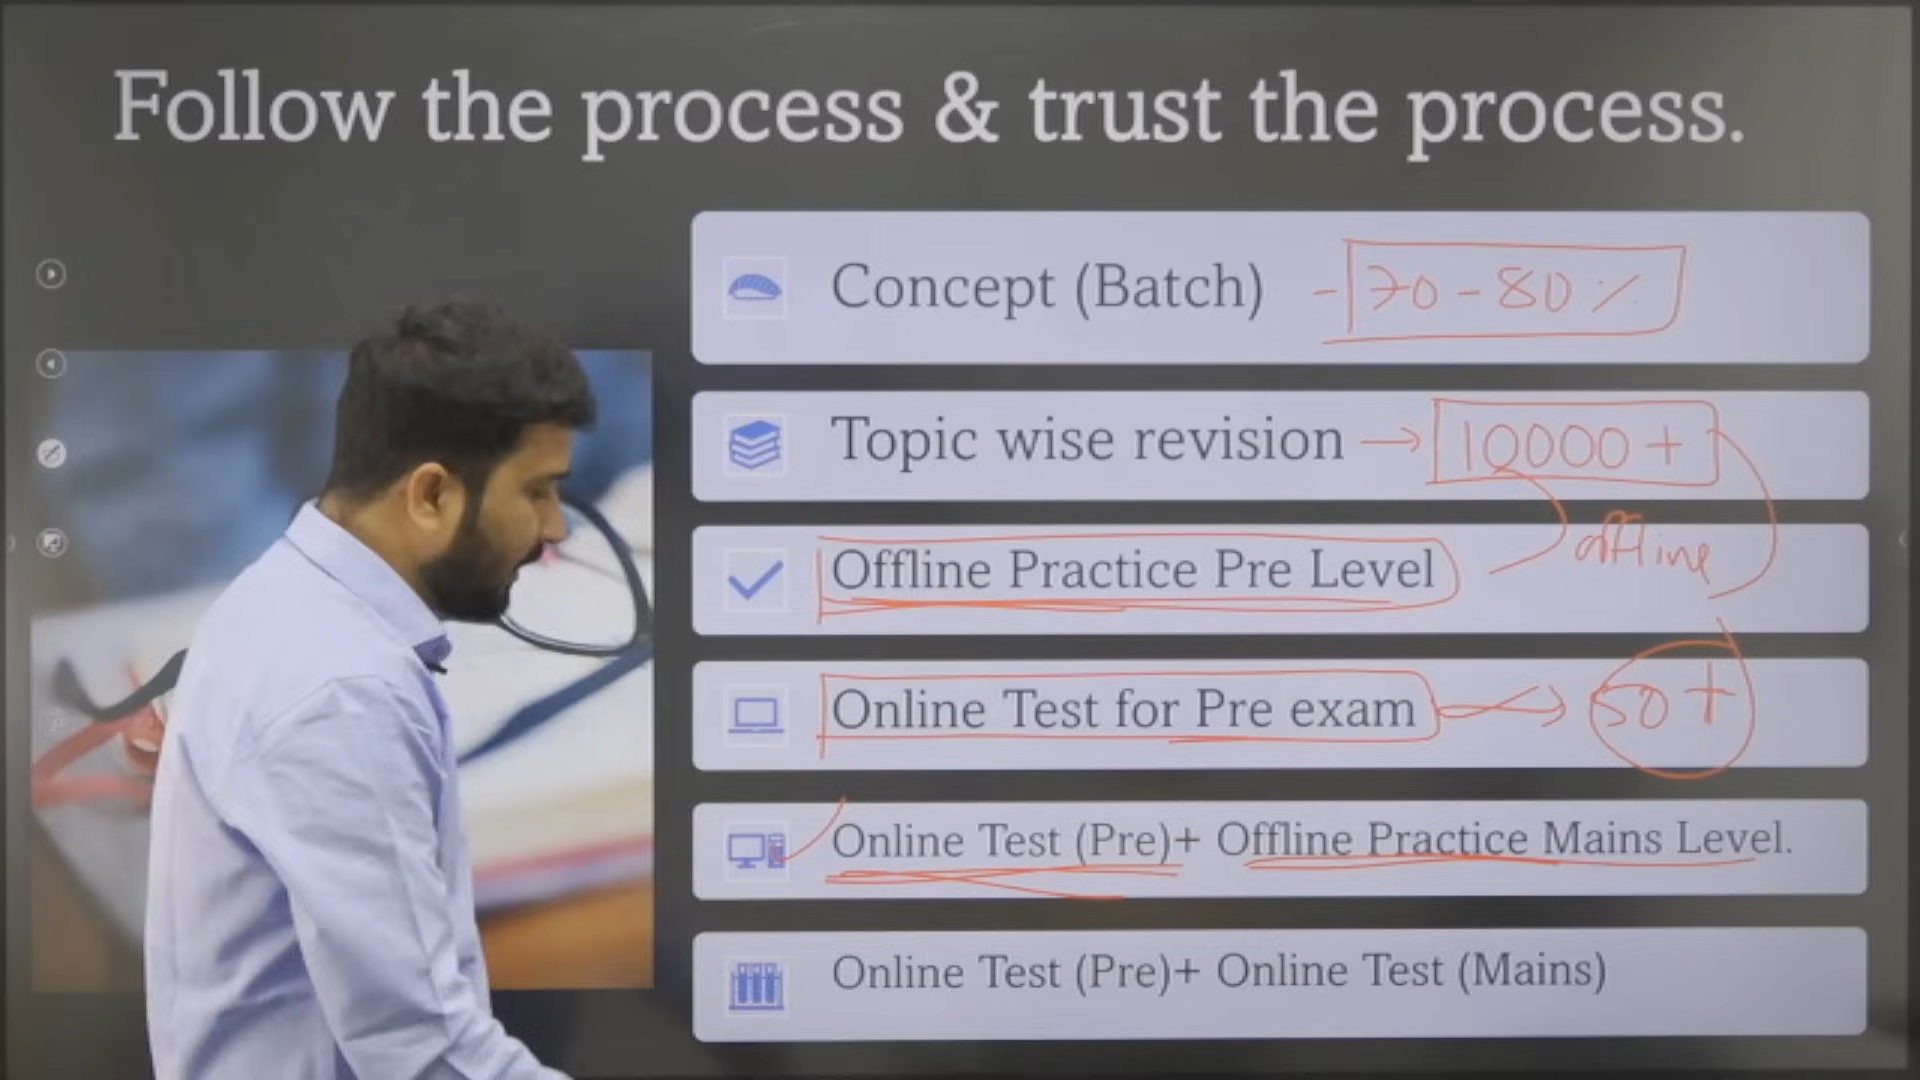 Follow the process & trust the process.
Concept (Batch) - 70 - 80 %
Topic wise revision → 10000 +
offline
Offline Practice Pre Level
Online Test for Pre exam → 50 +
Online Test (Pre)+ Offline Practice Mains Level.
Online Test (Pre)+ Online Test (Mains)